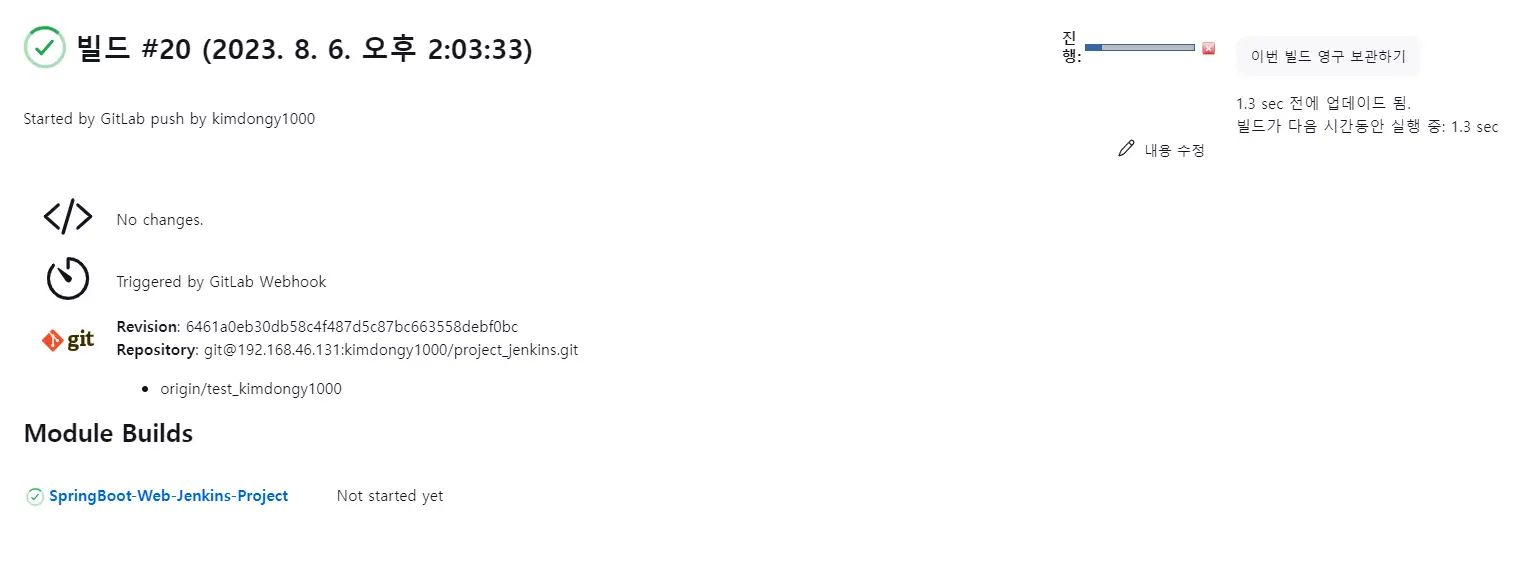 빌드 #20 (2023. 8. 6. 오후 2:03:33)
진
행:
이번 빌드 영구 보관하기
1.3 sec 전에 업데이드 됨.
빌드가 다음 시간동안 실행 중: 1.3 sec
Started by GitLab push by kimdongy1000
내용 수정
No changes.
Triggered by GitLab Webhook
git
Revision: 6461a0eb30db58c4f487d5c87bc663558debf0bc
Repository: git@192.168.46.131:kimdongy1000/project_jenkins.git
origin/test_kimdongy1000
Module Builds
SpringBoot-Web-Jenkins-Project Not started yet